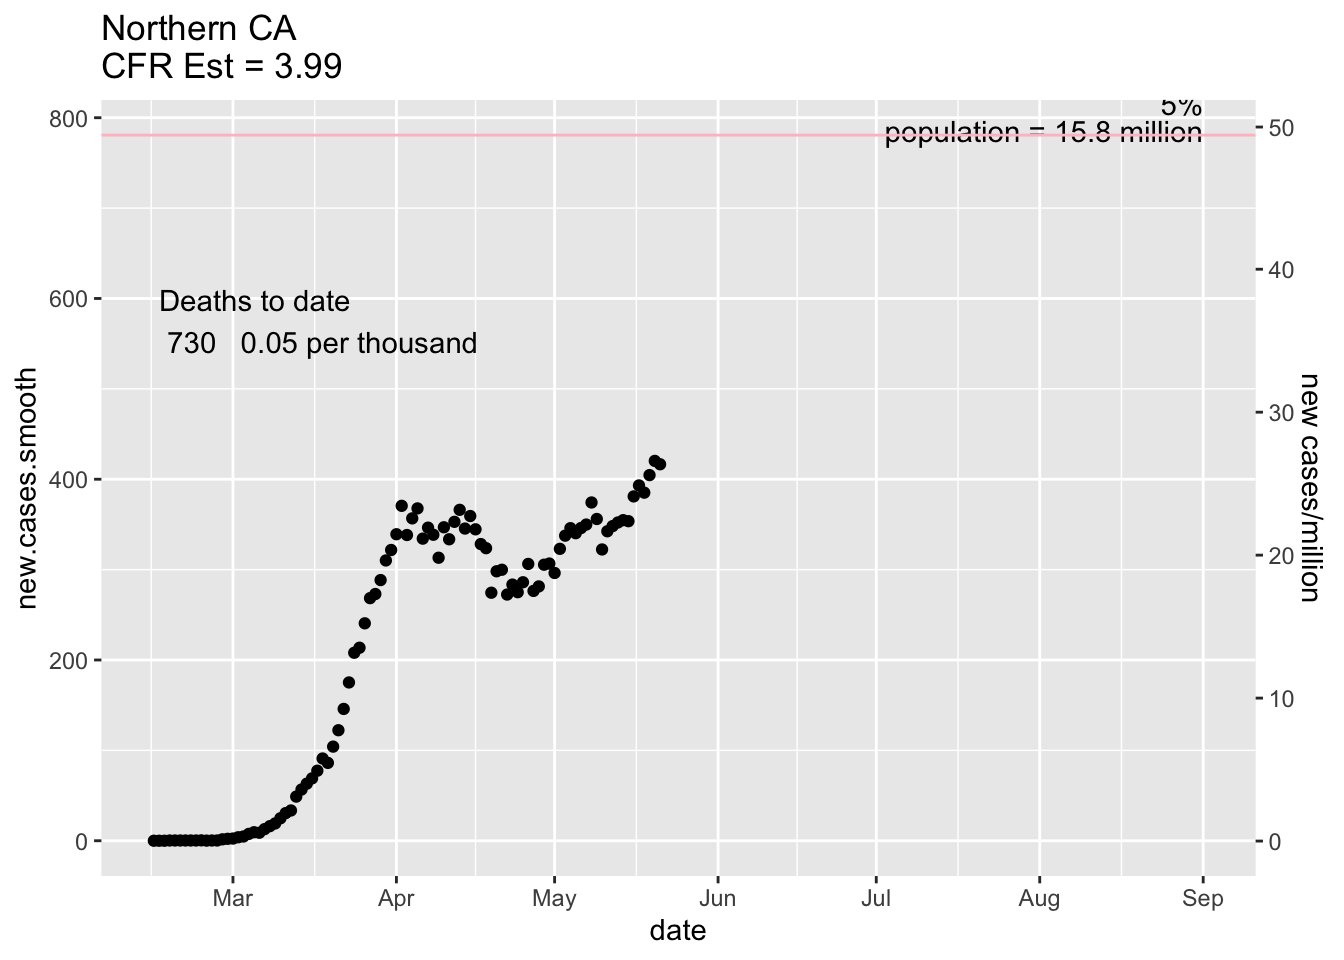 Northern CA
CFR Est = 3.99
5%
population = 15.8 million
Deaths to date
730 0.05 per thousand
new.cases.smooth
800
600
400
200
0
50
40
30
20
10
0
new cases/million
Mar Apr May Jun Jul Aug Sep
date